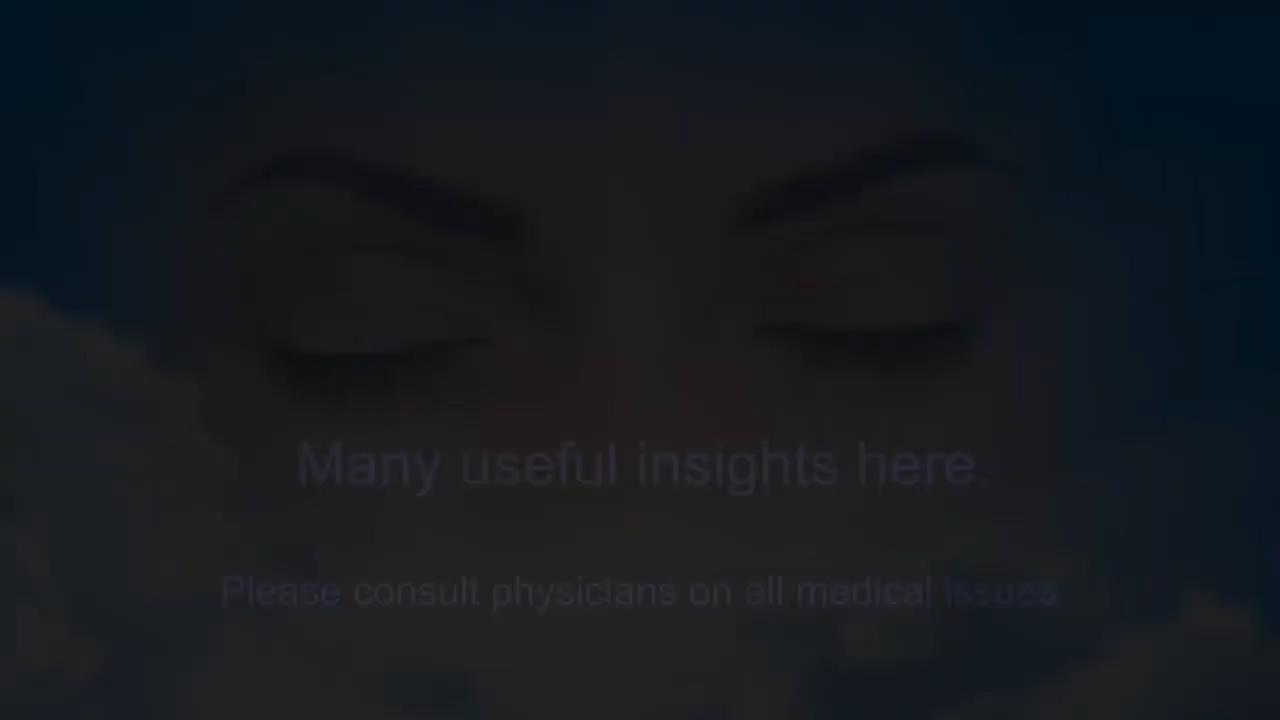 Many useful insights here.
Please consult physicians on all medical issues.